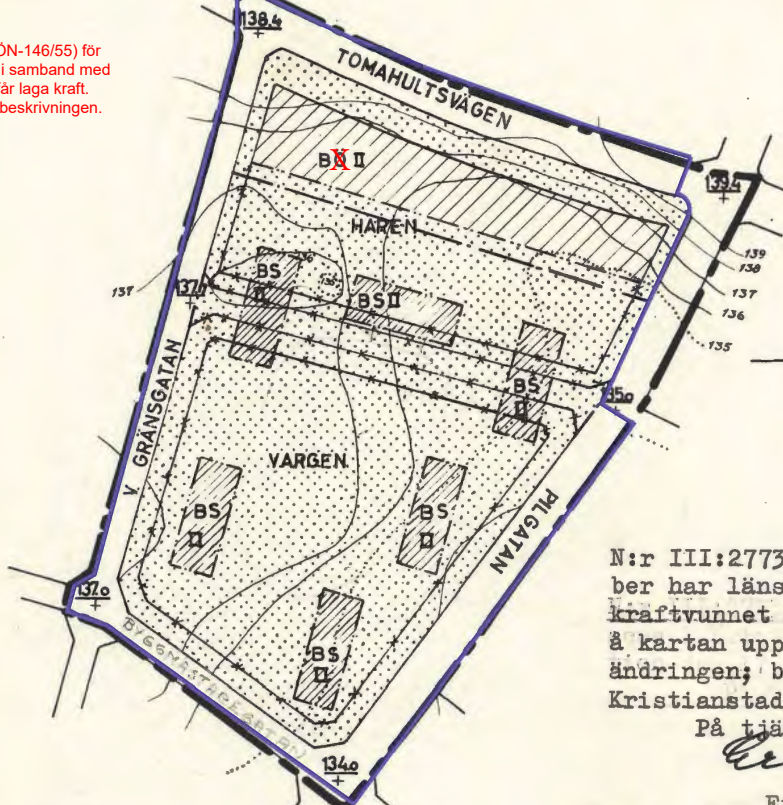 ÖN-146/55) för
i samband med
får laga kraft.
beskrivningen.
138.4
TOMAHULTSVÄGEN
BÖ II
HAREN
139.4
139
138
137
136
135
137
137.
BS
II
136
BS II
BS
II
135.0
V GRÄNSGATAN
VARGEN
BS
II
BS
II
PILGATAN
BS
II
137.0
BYGGMÄSTAREGATAN
134.0
N:r III:2773
ber har läns
kraftvunnet
å kartan upp
ändringen; b
Kristianstad
På tjä